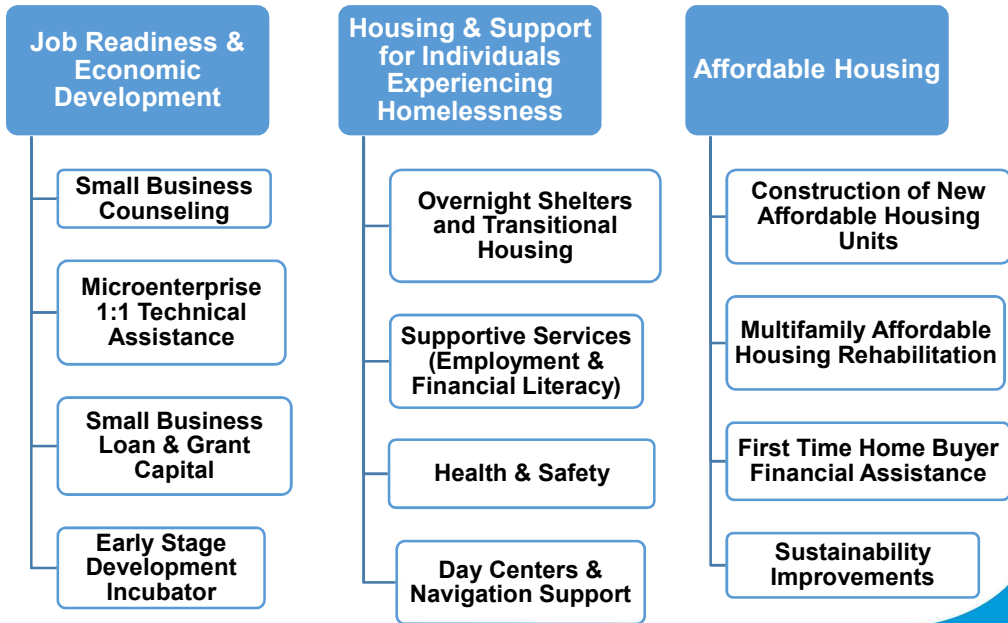 Job Readiness &
Economic
Development
Small Business
Counseling
Microenterprise
1:1 Technical
Assistance
Small Business
Loan & Grant
Capital
Early Stage
Development
Incubator
Housing & Support
for Individuals
Experiencing
Homelessness
Overnight Shelters
and Transitional
Housing
Supportive Services
(Employment &
Financial Literacy)
Health & Safety
Day Centers &
Navigation Support
Affordable Housing
Construction of New
Affordable Housing
Units
Multifamily Affordable
Housing Rehabilitation
First Time Home Buyer
Financial Assistance
Sustainability
Improvements